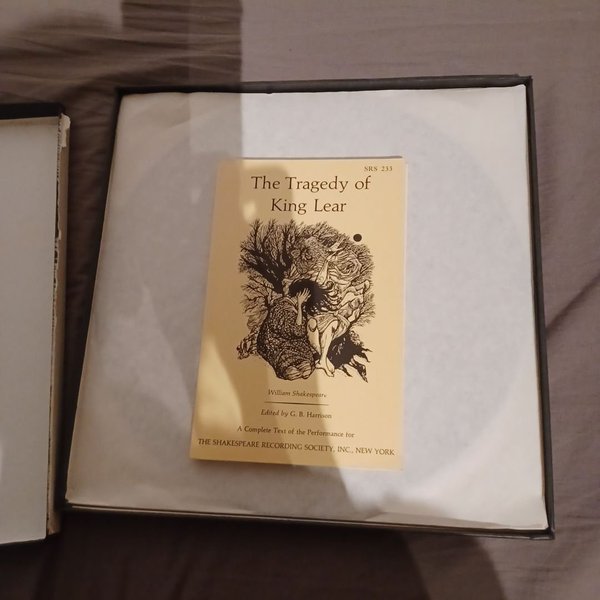 SRS 233
The Tragedy of
King Lear
William Shakespeare
Edited by G. B. Harrison
A Complete Text of the Performance for
THE SHAKESPEARE RECORDING SOCIETY, INC., NEW YORK